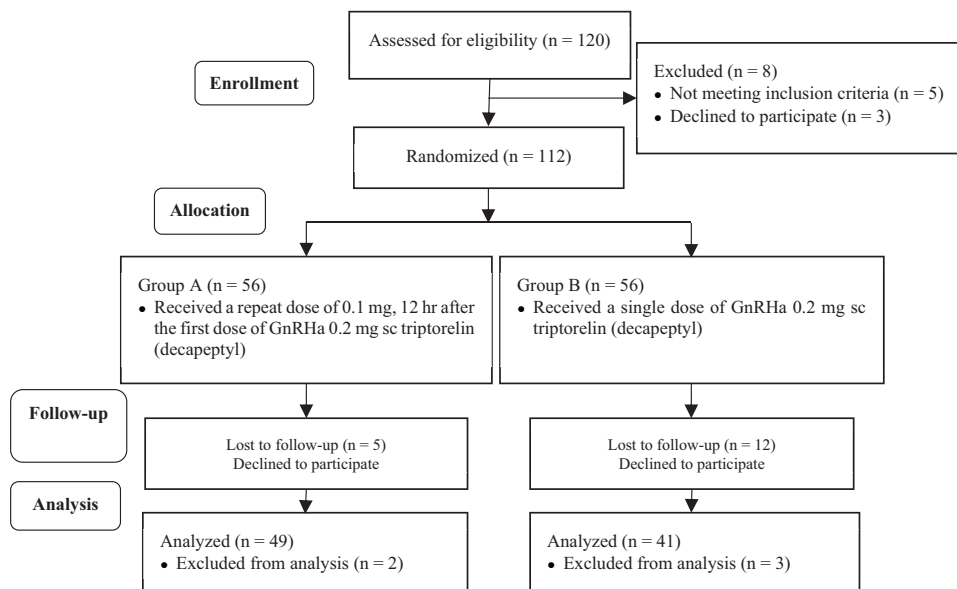 Assessed for eligibility (n = 120)
Enrollment
Excluded (n = 8)
• Not meeting inclusion criteria (n = 5)
• Declined to participate (n = 3)
Randomized (n = 112)
Allocation
Group A (n = 56)
• Received a repeat dose of 0.1 mg, 12 hr after
the first dose of GnRHa 0.2 mg sc triptorelin
(decapeptyl)
Group B (n = 56)
• Received a single dose of GnRHa 0.2 mg sc
triptorelin (decapeptyl)
Follow-up
Lost to follow-up (n = 5)
Declined to participate
Lost to follow-up (n = 12)
Declined to participate
Analysis
Analyzed (n = 49)
• Excluded from analysis (n = 2)
Analyzed (n = 41)
• Excluded from analysis (n = 3)